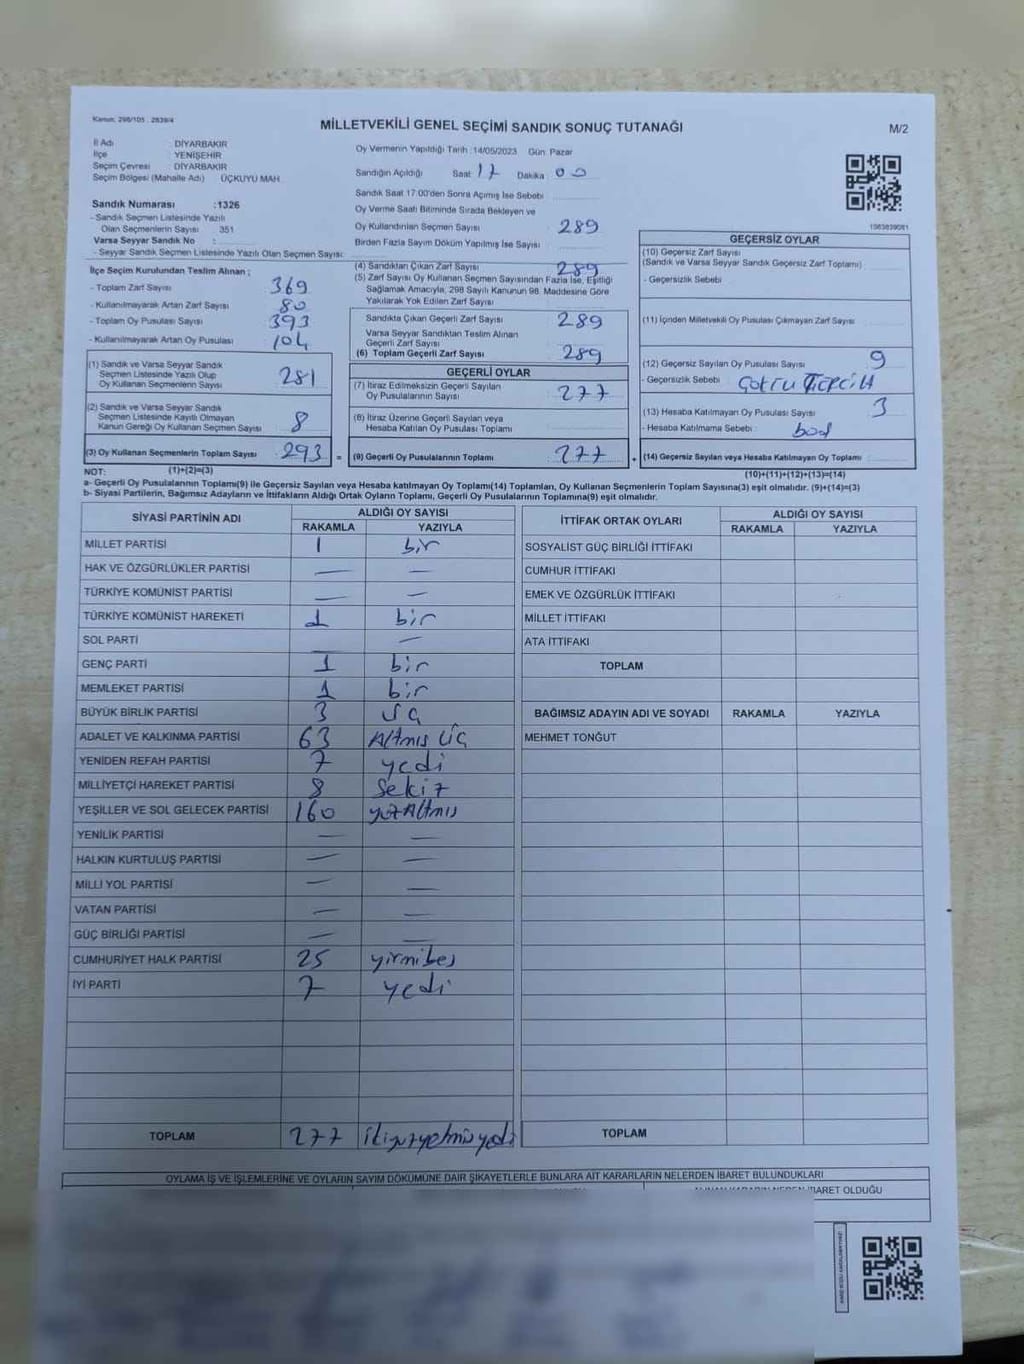 Kanun: 298/105 - 2839/4
MİLLETVEKİLİ GENEL SEÇİMİ SANDIK SONUÇ TUTANAĞI
M/2
İl Adı : DİYARBAKIR
İlçe : YENİŞEHİR
Seçim Çevresi : DİYARBAKIR
Seçim Bölgesi (Mahalle Adı) : ÜÇKUYU MAH.
Sandık Numarası :1326
- Sandık Seçmen Listesinde Yazılı
Olan Seçmenlerin Sayısı 351
Varsa Seyyar Sandık No :
- Seyyar Sandık Seçmen Listesinde Yazılı Olan Seçmen Sayısı:
Oy Vermenin Yapıldığı Tarih :14/05/2023 Gün: Pazar
Sandığın Açıldığı Saat 17 Dakika 00
Sandık Saat 17:00'den Sonra Açımış İse Sebebi :
Oy Verme Saati Bitiminde Sırada Bekleyen ve
Oy Kullandırılan Seçmen Sayısı : 289
Birden Fazla Sayım Döküm Yapılmış İse Sayısı :
1563839081
İlçe Seçim Kurulundan Teslim Alınan ;
- Toplam Zarf Sayısı : 369
- Kullanılmayarak Artan Zarf Sayısı : 80
- Toplam Oy Pusulası Sayısı : 393
- Kullanılmayarak Artan Oy Pusulası : 104
(1) Sandık ve Varsa Seyyar Sandık
Seçmen Listesinde Yazılı Olup
Oy Kullanan Seçmenlerin Sayısı : 281
(2) Sandık ve Varsa Seyyar Sandık
Seçmen Listesinde Kayıtlı Olmayan
Kanun Gereği Oy Kullanan Seçmen Sayısı : 8
(3) Oy Kullanan Seçmenlerin Toplam Sayısı : 293 =
(4) Sandıktan Çıkan Zarf Sayısı : 289
(5) Zarf Sayısı Oy Kullanan Seçmen Sayısından Fazla İse, Eşitliği
Sağlamak Amacıyla, 298 Sayılı Kanunun 98. Maddesine Göre
Yakılarak Yok Edilen Zarf Sayısı :
Sandıkta Çıkan Geçerli Zarf Sayısı : 289
Varsa Seyyar Sandıktan Teslim Alınan
Geçerli Zarf Sayısı :
(6) Toplam Geçerli Zarf Sayısı : 289
GEÇERLİ OYLAR
(7) İtiraz Edilmeksizin Geçerli Sayılan
Oy Pusulalarının Sayısı : 277
(8) İtiraz Üzerine Geçerli Sayılan veya
Hesaba Katılan Oy Pusulası Toplamı :
(9) Geçerli Oy Pusulalarının Toplamı : 277 +
GEÇERSİZ OYLAR
(10) Geçersiz Zarf Sayısı
(Sandık ve Varsa Seyyar Sandık Geçersiz Zarf Toplamı) :
- Geçersizlik Sebebi :
(11) İçinden Milletvekili Oy Pusulası Çıkmayan Zarf Sayısı :
(12) Geçersiz Sayılan Oy Pusulası Sayısı : 9
- Geçersizlik Sebebi :
(13) Hesaba Katılmayan Oy Pusulası Sayısı : 3
- Hesaba Katılmama Sebebi :
(14) Geçersiz Sayılan veya Hesaba Katılmayan Oy Toplamı :
NOT: (1)+(2)=(3)
(10)+(11)+(12)+(13)=(14)
a- Geçerli Oy Pusulalarının Toplamı(9) ile Geçersiz Sayılan veya Hesaba katılmayan Oy Toplamı(14) Toplamları, Oy Kullanan Seçmenlerin Toplam Sayısına(3) eşit olmalıdır. (9)+(14)=(3)
b- Siyasi Partilerin, Bağımsız Adayların ve İttifakların Aldığı Ortak Oyların Toplamı, Geçerli Oy Pusulalarının Toplamına(9) eşit olmalıdır.
SİYASİ PARTİNİN ADI
ALDIĞI OY SAYISI
RAKAMLA YAZIYLA
MİLLET PARTİSİ 1 bir
HAK VE ÖZGÜRLÜKLER PARTİSİ — —
TÜRKİYE KOMÜNİST PARTİSİ — —
TÜRKİYE KOMÜNİST HAREKETİ 1 bir
SOL PARTİ — —
GENÇ PARTİ 1 bir
MEMLEKET PARTİSİ 1 bir
BÜYÜK BİRLİK PARTİSİ 3 üç
ADALET VE KALKINMA PARTİSİ 63 Altmış üç
YENİDEN REFAH PARTİSİ 7 yedi
MİLLİYETÇİ HAREKET PARTİSİ 8 Sekiz
YEŞİLLER VE SOL GELECEK PARTİSİ 160 yüzAltmış
YENİLİK PARTİSİ — —
HALKIN KURTULUŞ PARTİSİ — —
MİLLİ YOL PARTİSİ — —
VATAN PARTİSİ — —
GÜÇ BİRLİĞİ PARTİSİ — —
CUMHURİYET HALK PARTİSİ 25 yirmibeş
İYİ PARTİ 7 yedi
TOPLAM 277 ikiyüzyetmişyedi
İTTİFAK ORTAK OYLARI
ALDIĞI OY SAYISI
RAKAMLA YAZIYLA
SOSYALİST GÜÇ BİRLİĞİ İTTİFAKI
CUMHUR İTTİFAKI
EMEK VE ÖZGÜRLÜK İTTİFAKI
MİLLET İTTİFAKI
ATA İTTİFAKI
TOPLAM
BAĞIMSIZ ADAYIN ADI VE SOYADI RAKAMLA YAZIYLA
MEHMET TONĞUT
TOPLAM
OYLAMA İŞ VE İŞLEMLERİNE VE OYLARIN SAYIM DÖKÜMÜNE DAİR ŞİKAYETLERLE BUNLARA AİT KARARLARIN NELERDEN İBARET BULUNDUKLARI
İBARET OLDUĞU